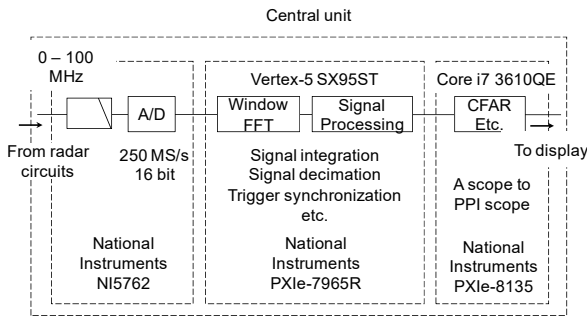 Central unit
0 – 100
MHz
A/D
250 MS/s
16 bit
From radar
circuits
National
Instruments
NI5762
Vertex-5 SX95ST
Window
FFT
Signal
Processing
Signal integration
Signal decimation
Trigger synchronization
etc.
National
Instruments
PXIe-7965R
Core i7 3610QE
CFAR
Etc.
To display
A scope to
PPI scope
National
Instruments
PXIe-8135